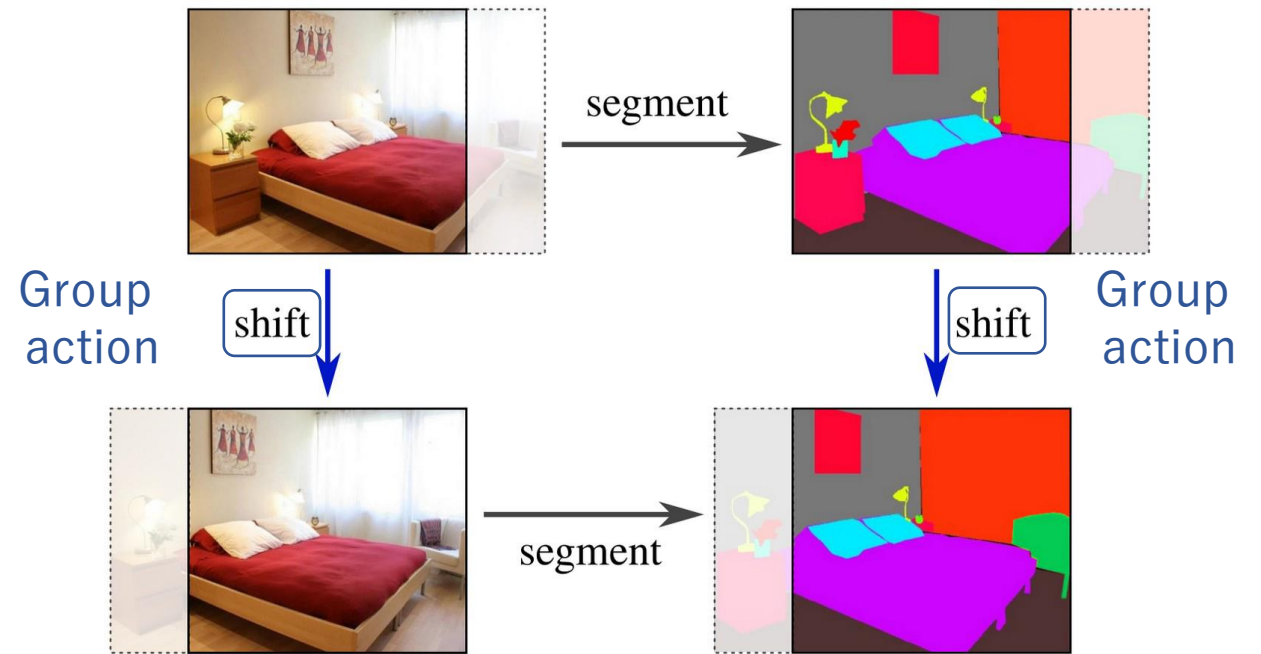 segment
Group
action
shift
shift
Group
action
segment